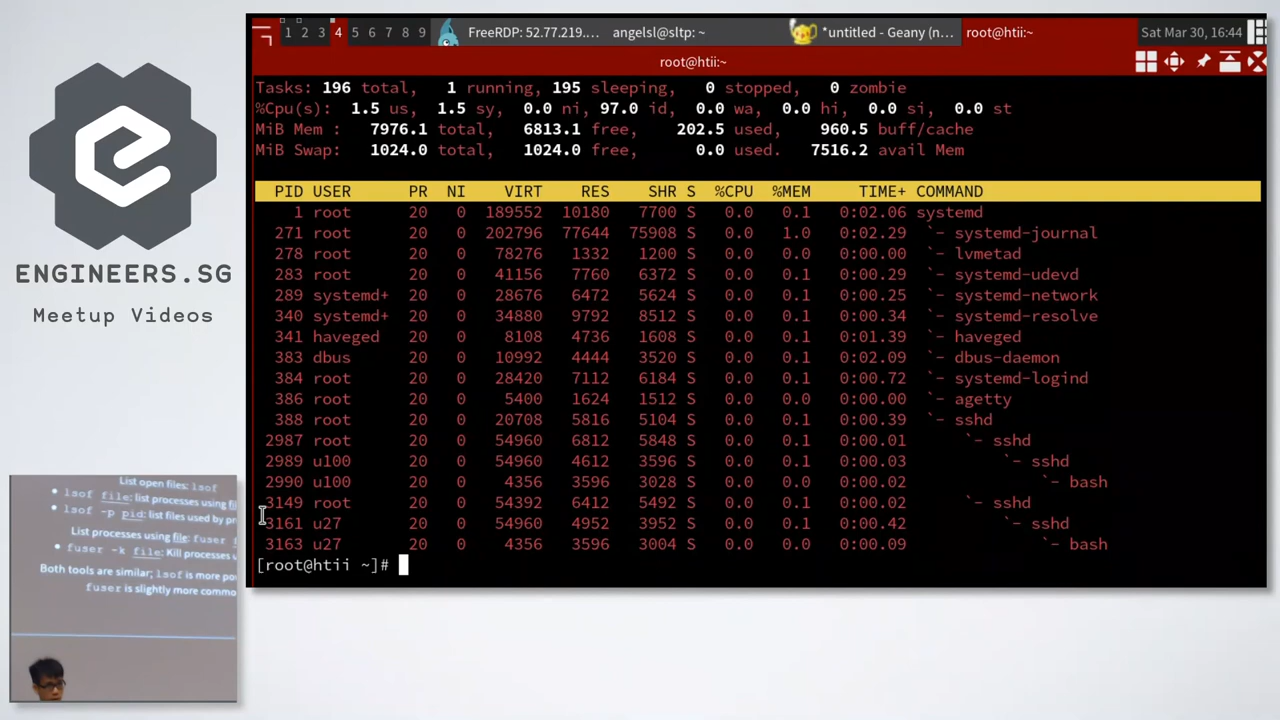 1 2 3 4 5 6 7 8 9 FreeRDP: 52.77.219.... angelsl@sltp: ~ *untitled - Geany (n... root@htii:~ Sat Mar 30, 16:44
root@htii:~
Tasks: 196 total, 1 running, 195 sleeping, 0 stopped, 0 zombie
%Cpu(s): 1.5 us, 1.5 sy, 0.0 ni, 97.0 id, 0.0 wa, 0.0 hi, 0.0 si, 0.0 st
MiB Mem : 7976.1 total, 6813.1 free, 202.5 used, 960.5 buff/cache
MiB Swap: 1024.0 total, 1024.0 free, 0.0 used. 7516.2 avail Mem
PID USER PR NI VIRT RES SHR S %CPU %MEM TIME+ COMMAND
1 root 20 0 189552 10180 7700 S 0.0 0.1 0:02.06 systemd
271 root 20 0 202796 77644 75908 S 0.0 1.0 0:02.29 `- systemd-journal
278 root 20 0 78276 1332 1200 S 0.0 0.0 0:00.00 `- lvmetad
283 root 20 0 41156 7760 6372 S 0.0 0.1 0:00.29 `- systemd-udevd
289 systemd+ 20 0 28676 6472 5624 S 0.0 0.1 0:00.25 `- systemd-network
340 systemd+ 20 0 34880 9792 8512 S 0.0 0.1 0:00.34 `- systemd-resolve
341 haveged 20 0 8108 4736 1608 S 0.0 0.1 0:01.39 `- haveged
383 dbus 20 0 10992 4444 3520 S 0.0 0.1 0:02.09 `- dbus-daemon
384 root 20 0 28420 7112 6184 S 0.0 0.1 0:00.72 `- systemd-logind
386 root 20 0 5400 1624 1512 S 0.0 0.0 0:00.00 `- agetty
388 root 20 0 20708 5816 5104 S 0.0 0.1 0:00.39 `- sshd
2987 root 20 0 54960 6812 5848 S 0.0 0.1 0:00.01 `- sshd
2989 u100 20 0 54960 4612 3596 S 0.0 0.1 0:00.03 `- sshd
2990 u100 20 0 4356 3596 3028 S 0.0 0.0 0:00.02 `- bash
3149 root 20 0 54392 6412 5492 S 0.0 0.1 0:00.02 `- sshd
3161 u27 20 0 54960 4952 3952 S 0.0 0.1 0:00.42 `- sshd
3163 u27 20 0 4356 3596 3004 S 0.0 0.0 0:00.09 `- bash
[root@htii ~]#
ENGINEERS.SG
Meetup Videos
List open files: lsof
lsof file: list processes using
lsof -p pid: list files used by
List processes using file: fuser
fuser -k file: Kill processes
Both tools are similar; lsof is more
fuser is slightly more